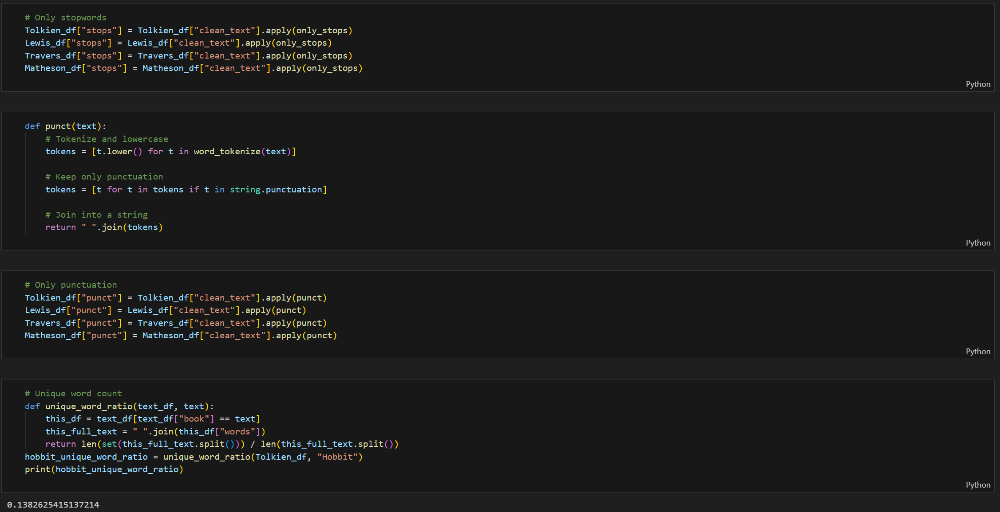 # Only stopwords
Tolkien_df["stops"] = Tolkien_df["clean_text"].apply(only_stops)
Lewis_df["stops"] = Lewis_df["clean_text"].apply(only_stops)
Travers_df["stops"] = Travers_df["clean_text"].apply(only_stops)
Matheson_df["stops"] = Matheson_df["clean_text"].apply(only_stops)
Python
def punct(text):
    # Tokenize and lowercase
    tokens = [t.lower() for t in word_tokenize(text)]
    # Keep only punctuation
    tokens = [t for t in tokens if t in string.punctuation]
    # Join into a string
    return " ".join(tokens)
Python
# Only punctuation
Tolkien_df["punct"] = Tolkien_df["clean_text"].apply(punct)
Lewis_df["punct"] = Lewis_df["clean_text"].apply(punct)
Travers_df["punct"] = Travers_df["clean_text"].apply(punct)
Matheson_df["punct"] = Matheson_df["clean_text"].apply(punct)
Python
# Unique word count
def unique_word_ratio(text_df, text):
    this_df = text_df[text_df["book"] == text]
    this_full_text = " ".join(this_df["words"])
    return len(set(this_full_text.split())) / len(this_full_text.split())
hobbit_unique_word_ratio = unique_word_ratio(Tolkien_df, "Hobbit")
print(hobbit_unique_word_ratio)
Python
0.1382625415137214